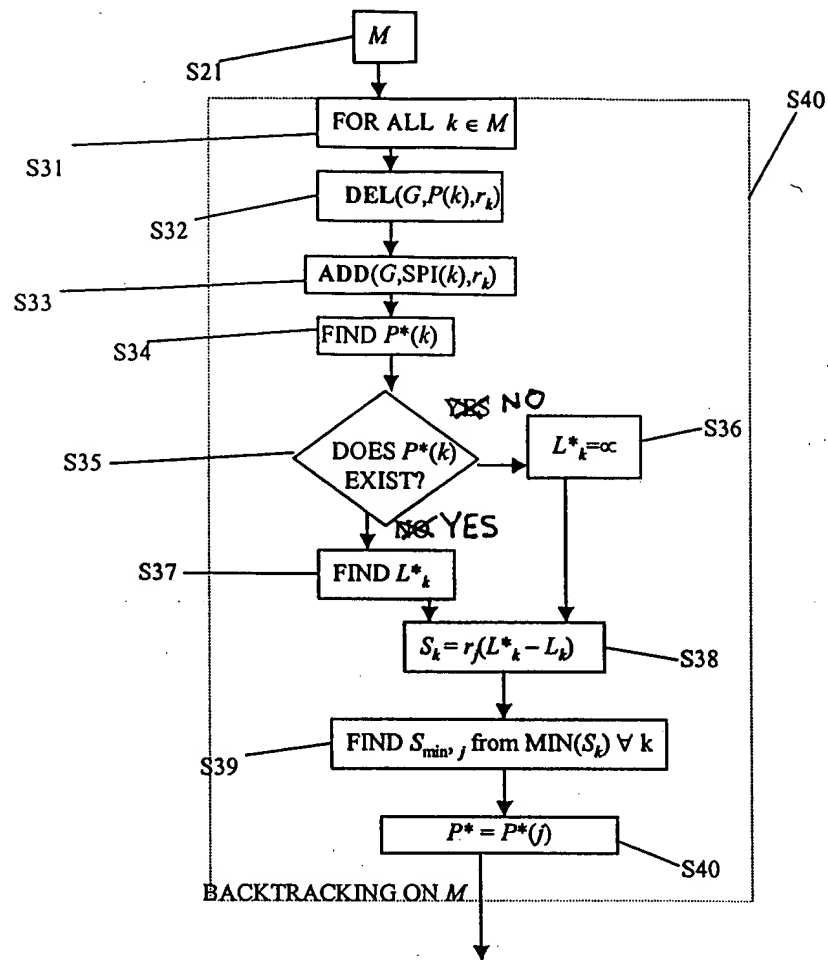 M
S21
S40
FOR ALL k ∈ M
S31
DEL(G,P(k),r_k)
S32
ADD(G,SPI(k),r_k)
S33
FIND P*(k)
S34
YES NO
S36
L*_k=∝
S35
DOES P*(k)
EXIST?
NO YES
S37
FIND L*_k
S_k = r_j(L*_k – L_k)
S38
FIND S_min, j from MIN(S_k) ∀ k
S39
P* = P*(j)
S40
BACKTRACKING ON M